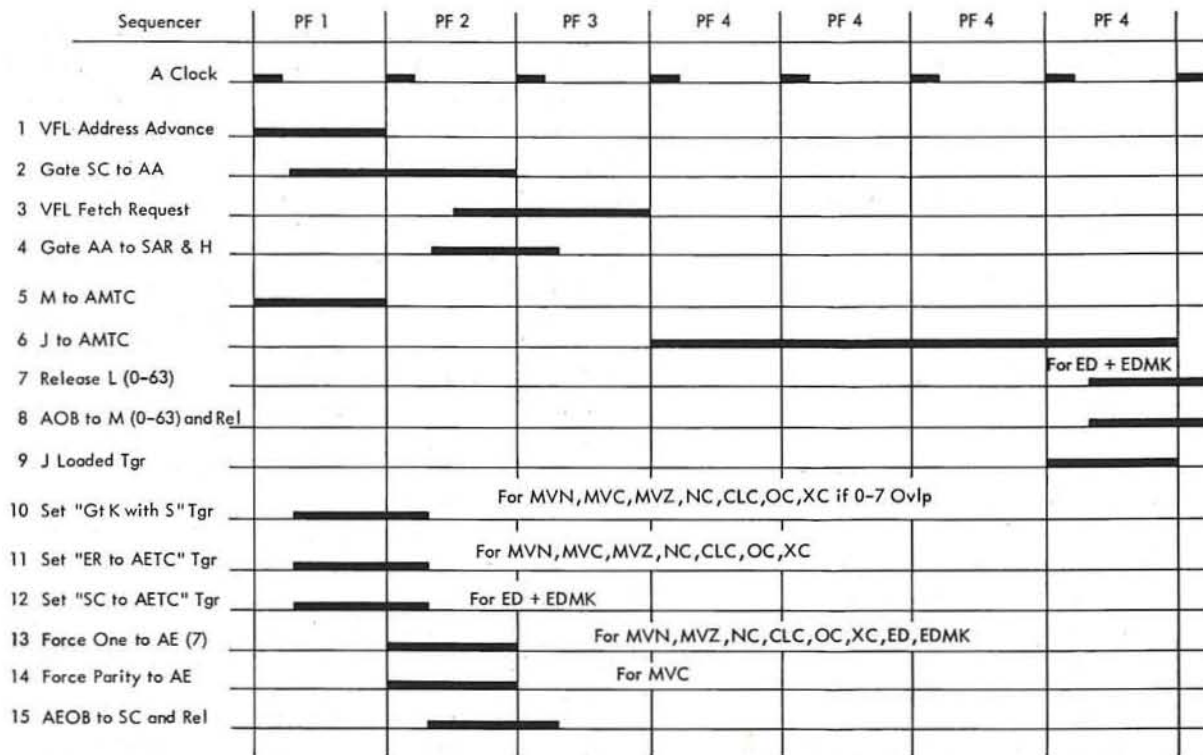 Sequencer PF 1 PF 2 PF 3 PF 4 PF 4 PF 4 PF 4
A Clock
1 VFL Address Advance
2 Gate SC to AA
3 VFL Fetch Request
4 Gate AA to SAR & H
5 M to AMTC
6 J to AMTC
For ED + EDMK
7 Release L (0-63)
8 AOB to M (0-63) and Rel
9 J Loaded Tgr
For MVN, MVC, MVZ, NC, CLC, OC, XC if 0-7 Ovlp
10 Set "Gt K with S" Tgr
For MVN, MVC, MVZ, NC, CLC, OC, XC
11 Set "ER to AETC" Tgr
12 Set "SC to AETC" Tgr For ED + EDMK
13 Force One to AE (7) For MVN, MVZ, NC, CLC, OC, XC, ED, EDMK
14 Force Parity to AE For MVC
15 AEOB to SC and Rel